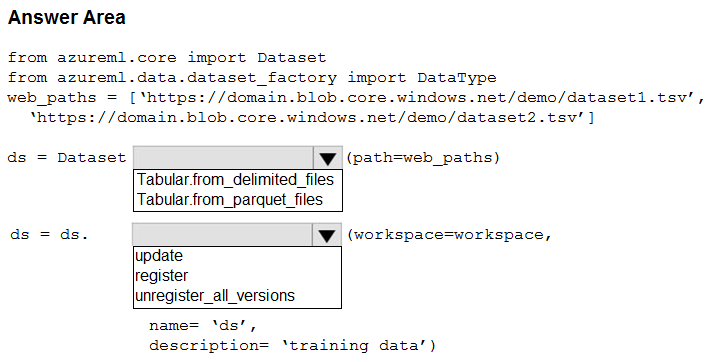 Answer Area
from azureml.core import Dataset
from azureml.data.dataset_factory import DataType
web_paths = [‘https://domain.blob.core.windows.net/demo/dataset1.tsv’,
‘https://domain.blob.core.windows.net/demo/dataset2.tsv’]
ds = Dataset (path=web_paths)
Tabular.from_delimited_files
Tabular.from_parquet_files
ds = ds. (workspace=workspace,
update
register
unregister_all_versions
name= ‘ds’,
description= ‘training data’)